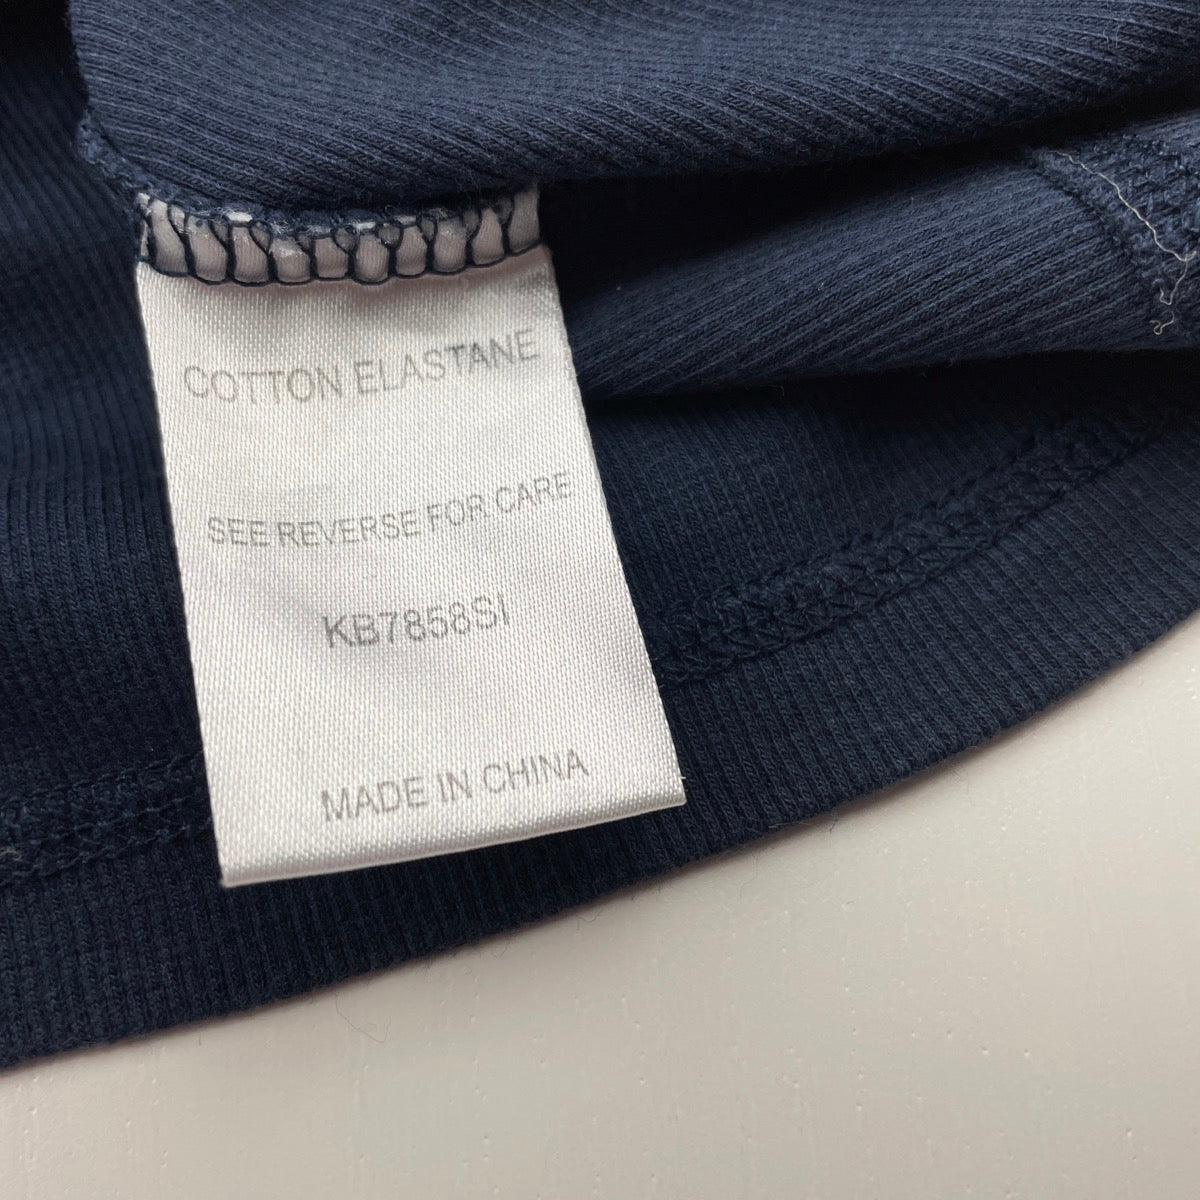 COTTON ELASTANE
SEE REVERSE FOR CARE
KB7858SI
MADE IN CHINA